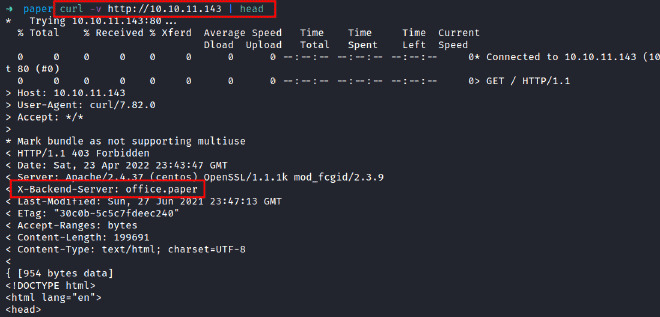 ➜  paper curl -v http://10.10.11.143 | head
*   Trying 10.10.11.143:80...
  % Total    % Received % Xferd  Average Speed   Time    Time     Time  Current
                                 Dload  Upload   Total   Spent    Left  Speed
  0     0    0     0    0     0      0      0 --:--:-- --:--:-- --:--:--     0* Connected to 10.10.11.143 (10
t 80 (#0)
  0     0    0     0    0     0      0      0 --:--:-- --:--:-- --:--:--     0> GET / HTTP/1.1
> Host: 10.10.11.143
> User-Agent: curl/7.82.0
> Accept: */*
>
* Mark bundle as not supporting multiuse
< HTTP/1.1 403 Forbidden
< Date: Sat, 23 Apr 2022 23:43:47 GMT
< Server: Apache/2.4.37 (centos) OpenSSL/1.1.1k mod_fcgid/2.3.9
< X-Backend-Server: office.paper
< Last-Modified: Sun, 27 Jun 2021 23:47:13 GMT
< ETag: "30c0b-5c5c7fdeec240"
< Accept-Ranges: bytes
< Content-Length: 199691
< Content-Type: text/html; charset=UTF-8
<
{ [954 bytes data]
<!DOCTYPE html>
<html lang="en">
<head>